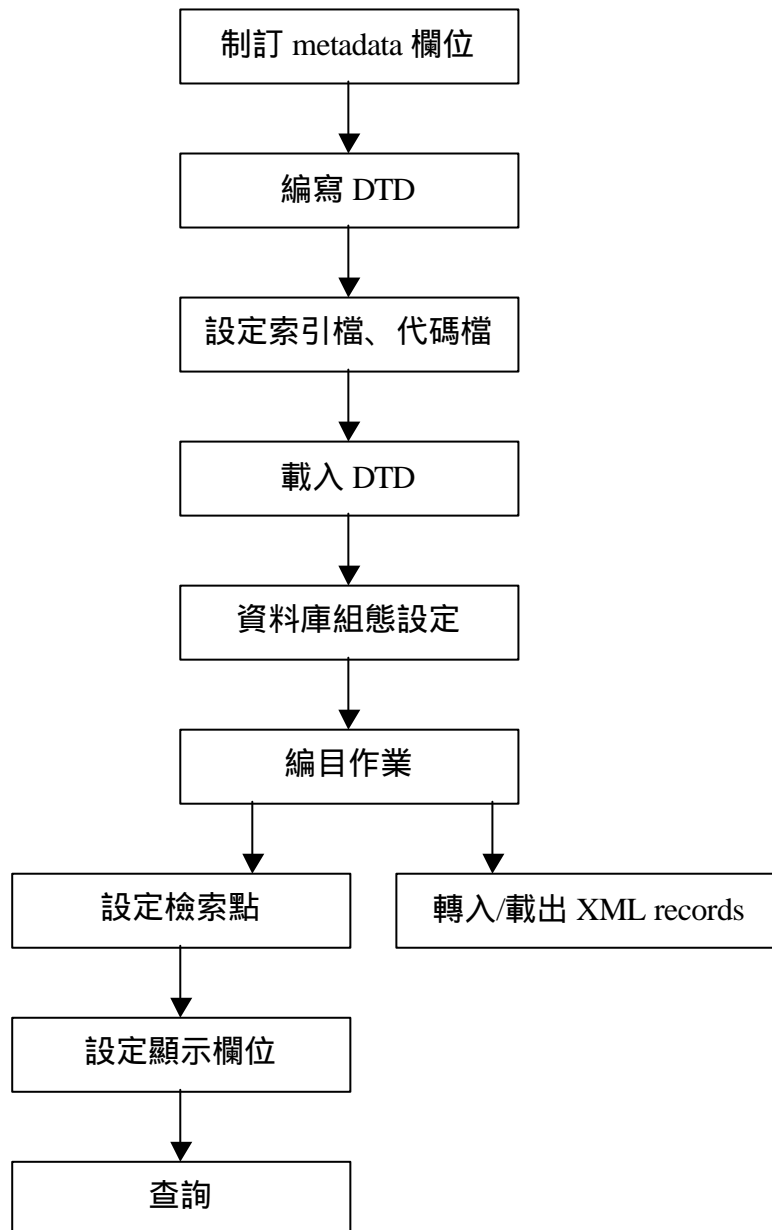 制訂 metadata 欄位
編寫 DTD
設定索引檔、代碼檔
載入 DTD
資料庫組態設定
編目作業
設定檢索點
轉入/載出 XML records
設定顯示欄位
查詢